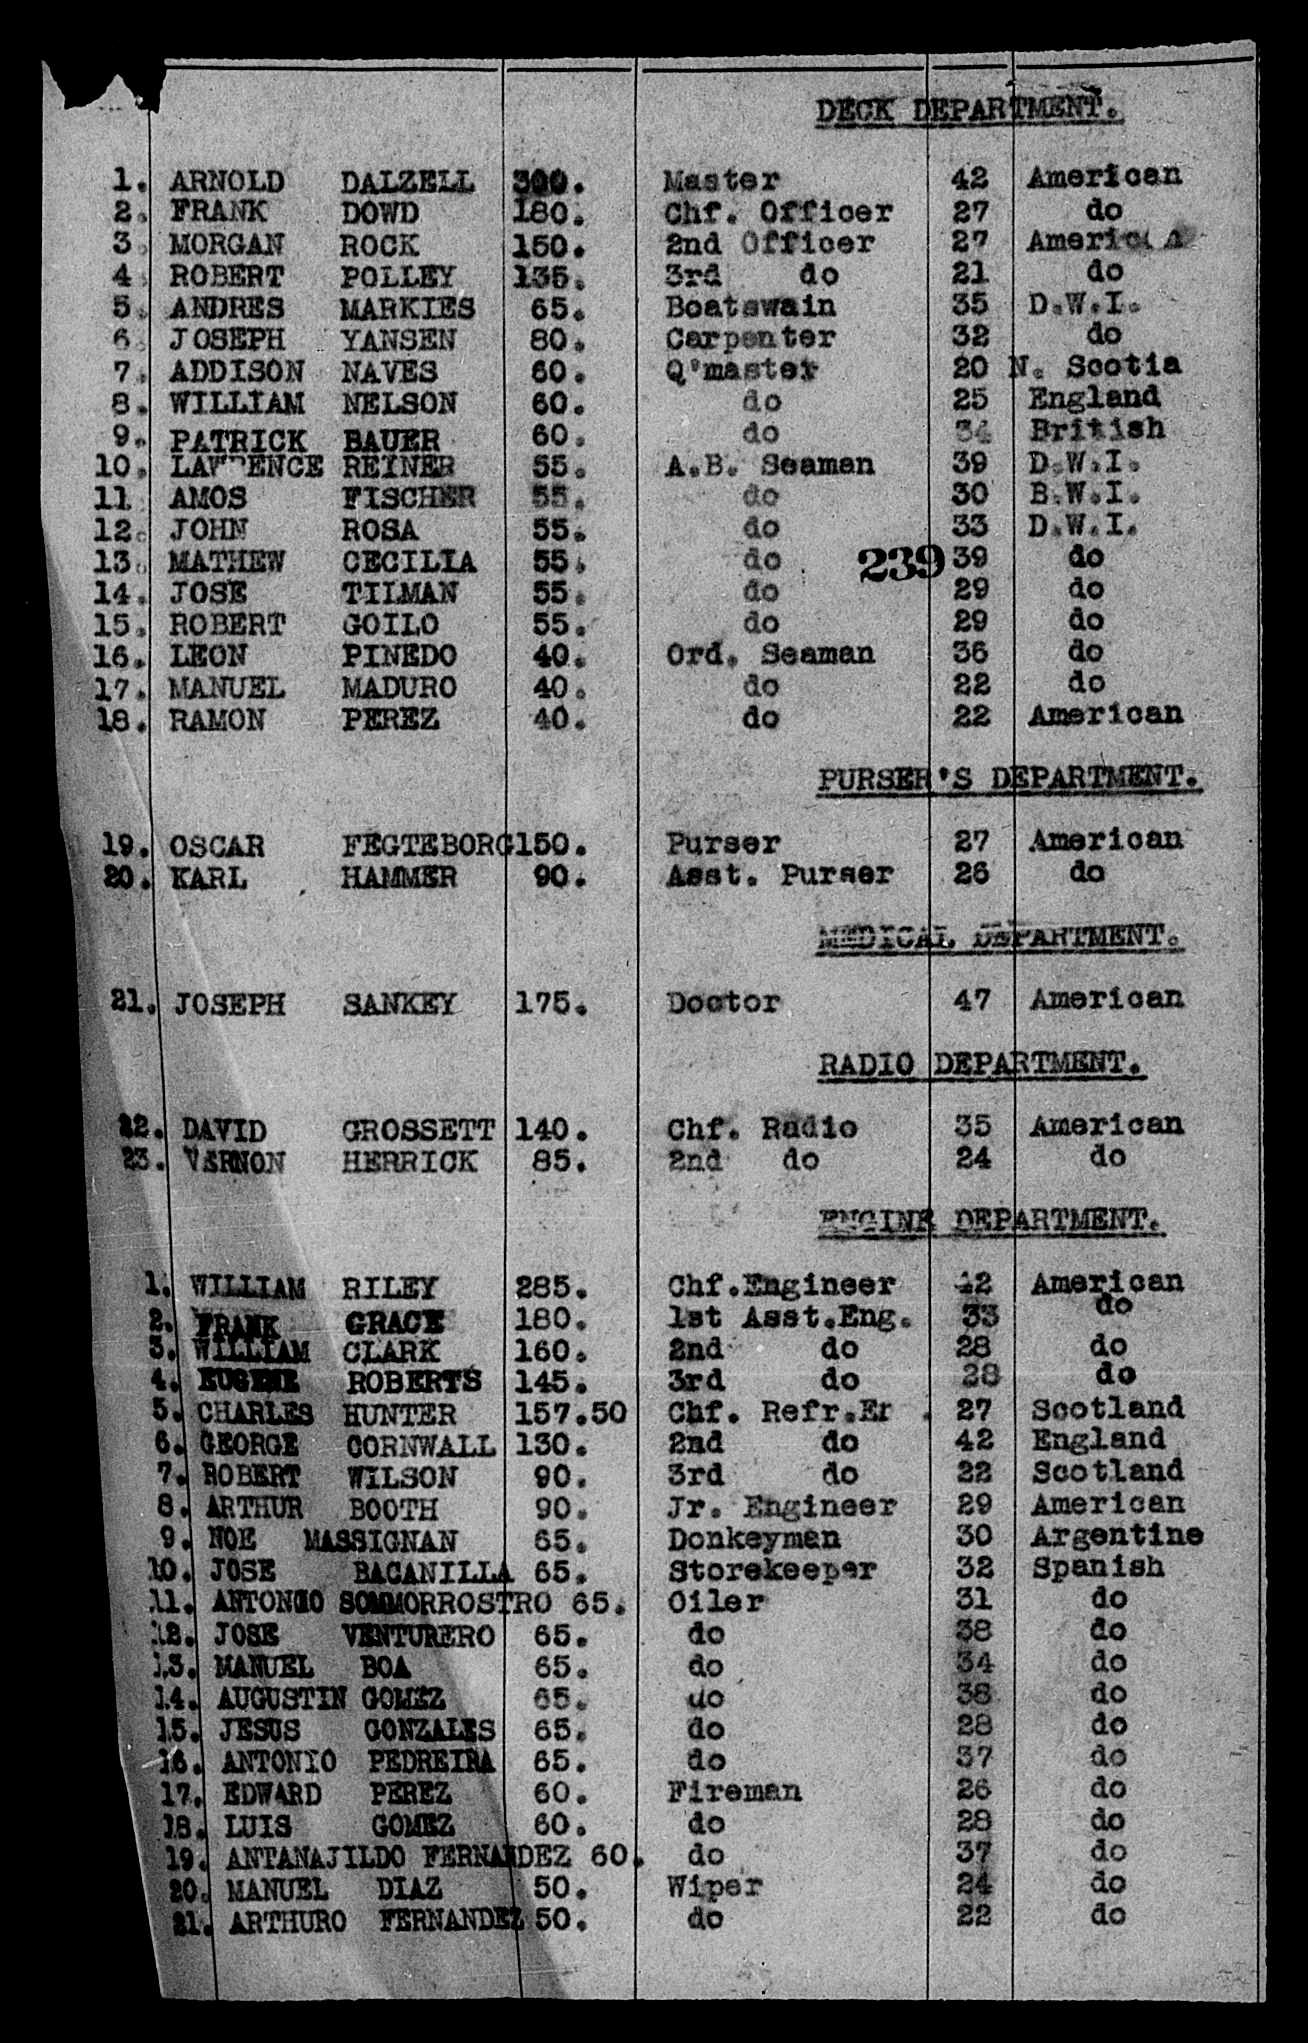 DECK DEPARTMENT.
1. ARNOLD DALZELL 300. Master 42 American
2. FRANK DOWD 180. Chf. Officer 27 do
3. MORGAN ROCK 150. 2nd Officer 27 American
4. ROBERT POLLEY 135. 3rd do 21 do
5. ANDRES MARKIES 65. Boatswain 35 D.W.I.
6. JOSEPH YANSEN 80. Carpenter 32 do
7. ADDISON NAVES 60. Q'master 20 N. Scotia
8. WILLIAM NELSON 60. do 25 England
9. PATRICK BAUER 60. do 34 British
10. LAWRENCE REINER 55. A.B. Seaman 39 D.W.I.
11 AMOS FISCHER 55. do 30 B.W.I.
12. JOHN ROSA 55. do 33 D.W.I.
13. MATHEW CECILIA 55. do 239 39 do
14. JOSE TILMAN 55. do 29 do
15. ROBERT GOILO 55. do 29 do
16. LEON PINEDO 40. Ord. Seaman 36 do
17. MANUEL MADURO 40. do 22 do
18. RAMON PEREZ 40. do 22 American
PURSER'S DEPARTMENT.
19. OSCAR FEGTEBORG 150. Purser 27 American
20. KARL HAMMER 90. Asst. Purser 26 do
MEDICAL DEPARTMENT.
21. JOSEPH SANKEY 175. Doctor 47 American
RADIO DEPARTMENT.
22. DAVID GROSSETT 140. Chf. Radio 35 American
23. VERNON HERRICK 85. 2nd do 24 do
ENGINE DEPARTMENT.
1. WILLIAM RILEY 285. Chf.Engineer 42 American
2. FRANK GRACE 180. 1st Asst.Eng. 33 do
3. WILLIAM CLARK 160. 2nd do 28 do
4. EUGENE ROBERTS 145. 3rd do 28 do
5. CHARLES HUNTER 157.50 Chf. Refr.Er . 27 Scotland
6. GEORGE CORNWALL 130. 2nd do 42 England
7. ROBERT WILSON 90. 3rd do 22 Scotland
8. ARTHUR BOOTH 90. Jr. Engineer 29 American
9. NOE MASSIGNAN 65. Donkeyman 30 Argentine
10. JOSE BACANILLA 65. Storekeeper 32 Spanish
11. ANTONIO SOMMORROSTRO 65. Oiler 31 do
12. JOSE VENTURERO 65. do 38 do
13. MANUEL BOA 65. do 34 do
14. AUGUSTIN GOMEZ 65. do 38 do
15. JESUS GONZALES 65. do 28 do
16. ANTONIO PEDREIRA 65. do 37 do
17. EDWARD PEREZ 60. Fireman 26 do
18. LUIS GOMEZ 60. do 28 do
19. ANTANAJILDO FERNANDEZ 60. do 37 do
20. MANUEL DIAZ 50. Wiper 24 do
21. ARTHURO FERNANDEZ 50. do 22 do